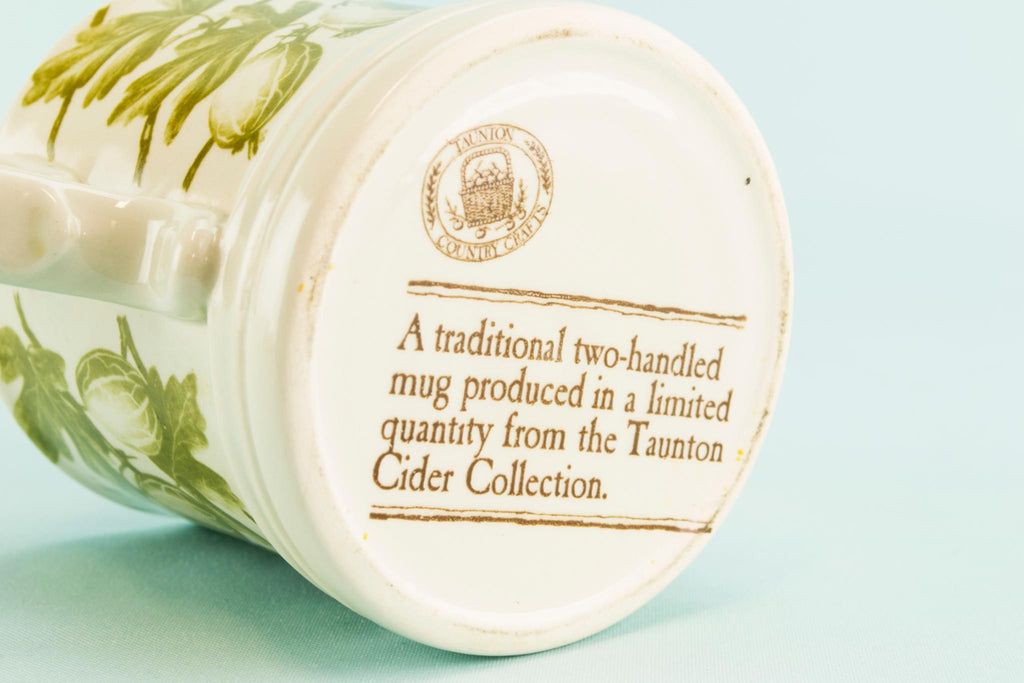 TAUNTON
COUNTRY CRAFTS
A traditional two-handled
mug produced in a limited
quantity from the Taunton
Cider Collection.